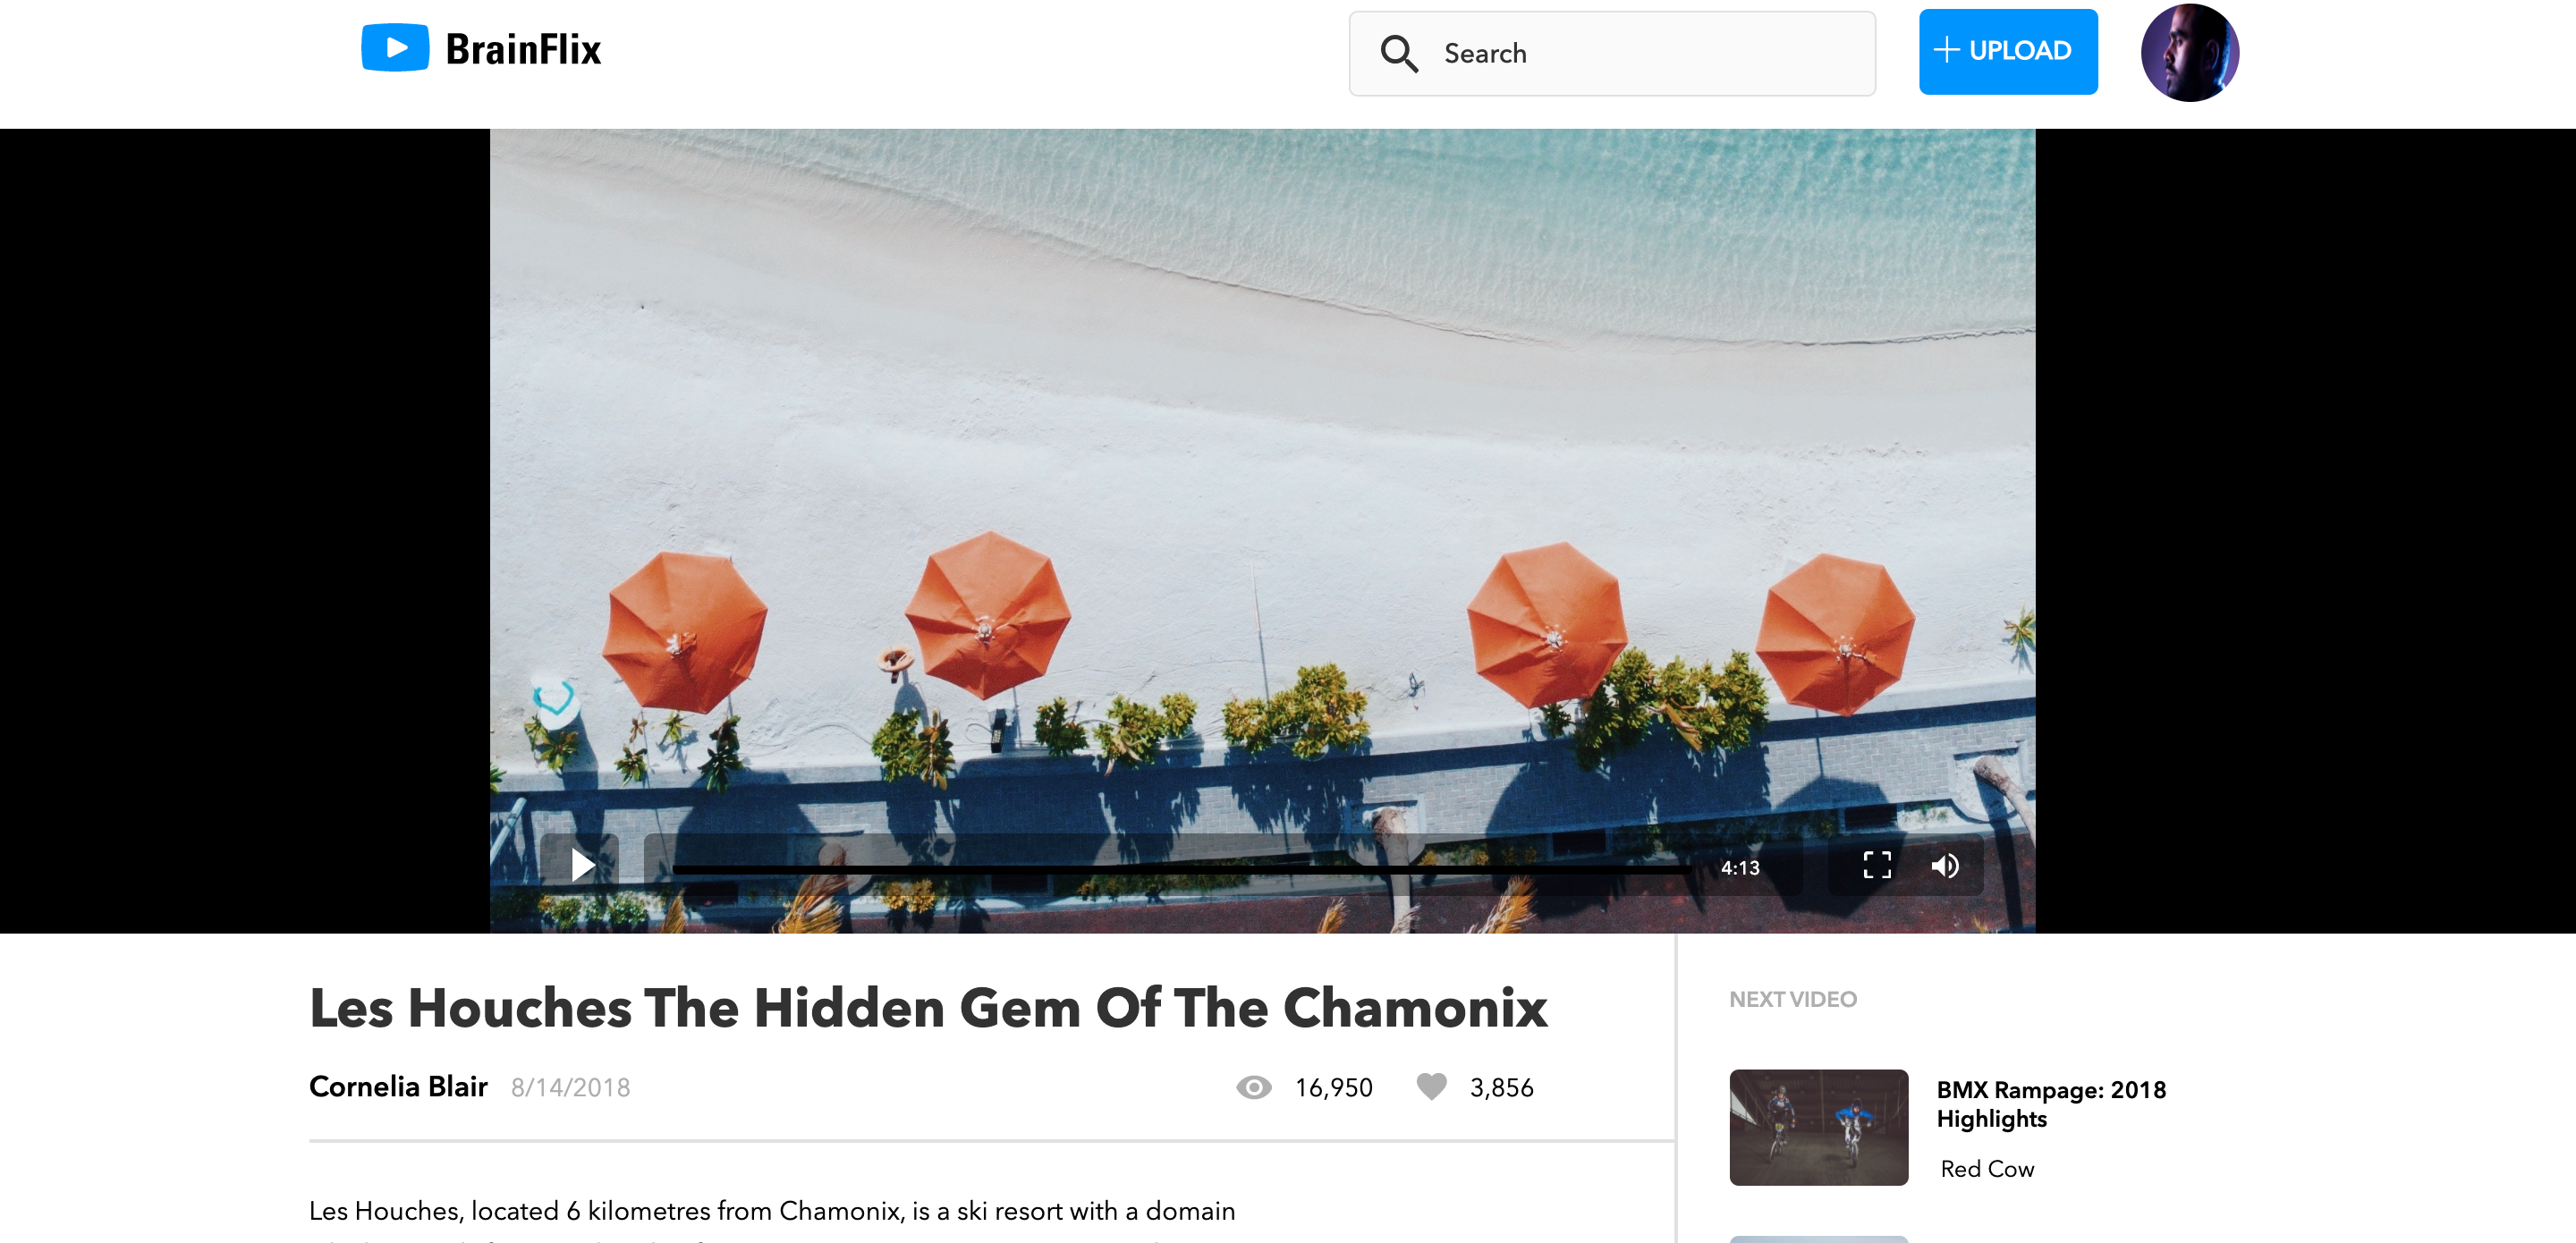 BrainFlix
Search
UPLOAD
4:13
Les Houches The Hidden Gem Of The Chamonix
Cornelia Blair 8/14/2018
16,950 3,856
Les Houches, located 6 kilometres from Chamonix, is a ski resort with a domain
NEXT VIDEO
BMX Rampage: 2018
Highlights
Red Cow